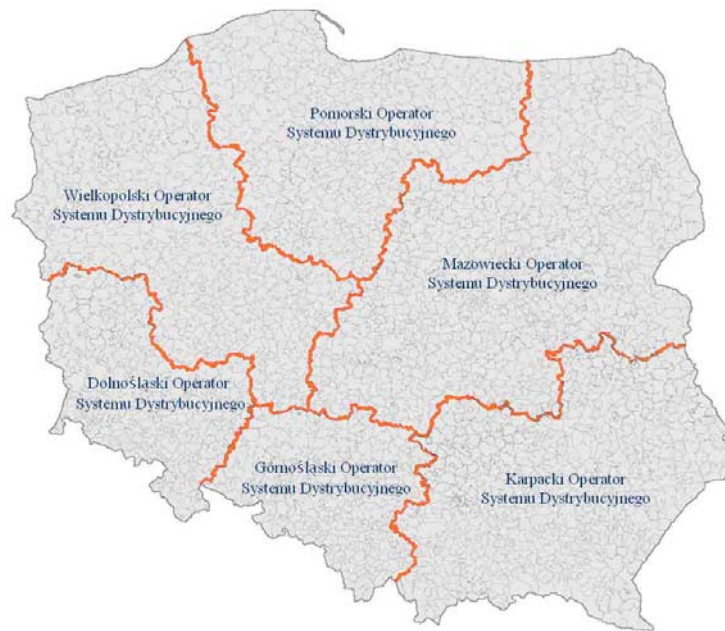 Pomorski Operator
Systemu Dystrybucyjnego
Wielkopolski Operator
Systemu Dystrybucyjnego
Mazowiecki Operator
Systemu Dystrybucyjnego
Dolnośląski Operator
Systemu Dystrybucyjnego
Górnośląski Operator
Systemu Dystrybucyjnego
Karpacki Operator
Systemu Dystrybucyjnego